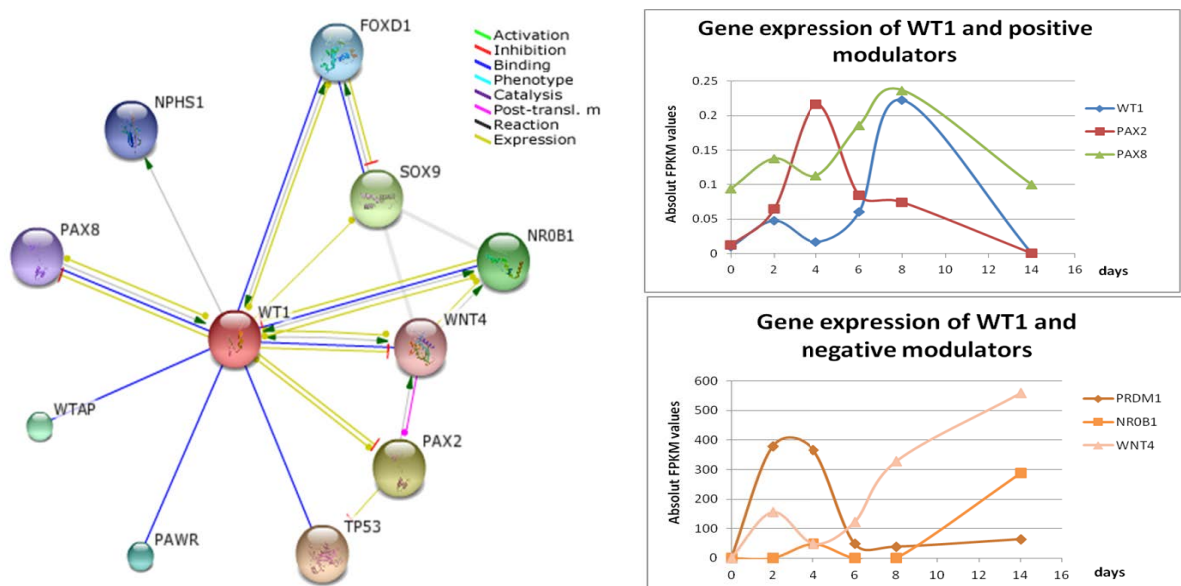 FOXD1
Activation
Inhibition
Binding
Phenotype
Catalysis
Post-transl. m
Reaction
Expression
NPHS1
SOX9
PAX8
NR0B1
WT1
WNT4
WTAP
PAX2
TP53
PAWR
Gene expression of WT1 and positive
modulators
Absolut FPKM values
0.25
0.2
0.15
0.1
0.05
0
0 2 4 6 8 10 12 14 16
days
WT1
PAX2
PAX8
Gene expression of WT1 and
negative modulators
Absolut FPKM values
600
500
400
300
200
100
0
0 2 4 6 8 10 12 14 16
days
PRDM1
NR0B1
WNT4